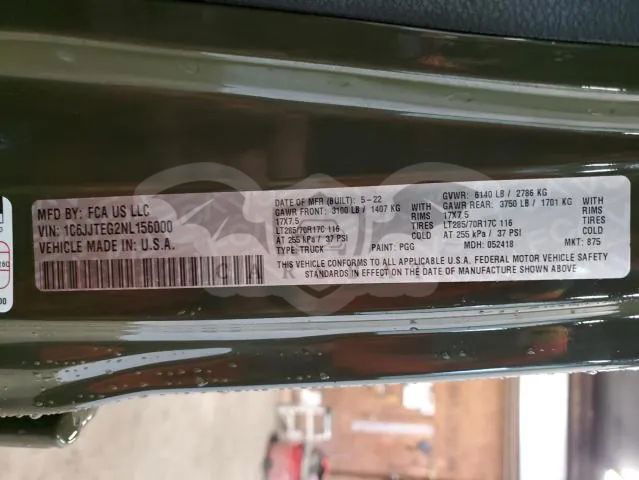 MFD BY: FCA US LLC
VIN: 1C6JJTEG2NL156000
VEHICLE MADE IN U.S.A.
DATE OF MFR (BUILT): 5-22
GAWR FRONT: 3100 LB / 1407 KG WITH
17X7.5 RIMS
LT285/70R17C 116 TIRES
AT 255 kPa / 37 PSI COLD
TYPE: TRUCK PAINT: PGG
GVWR: 6140 LB / 2786 KG
GAWR REAR: 3750 LB / 1701 KG WITH
17X7.5 RIMS
LT285/70R17C 116 TIRES
AT 255 kPa / 37 PSI COLD
MDH: 052418 MKT: 875
THIS VEHICLE CONFORMS TO ALL APPLICABLE U.S.A. FEDERAL MOTOR VEHICLE SAFETY
STANDARDS IN EFFECT ON THE DATE OF MANUFACTURE SHOWN ABOVE